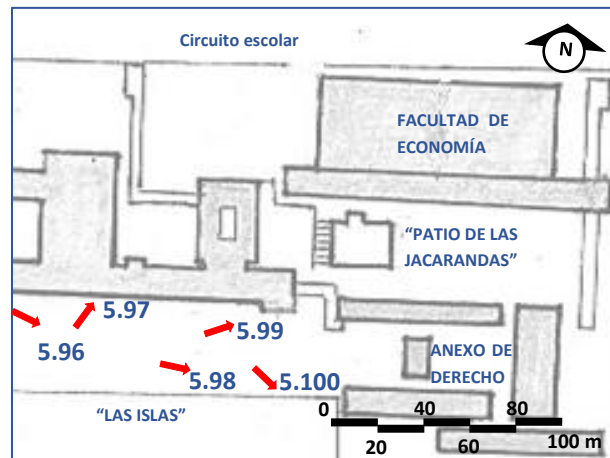 Circuito escolar
N
FACULTAD DE
ECONOMÍA
“PATIO DE LAS
JACARANDAS”
5.97
5.99
5.96
5.98
5.100
ANEXO DE
DERECHO
“LAS ISLAS”
0 40 80
20 60 100 m